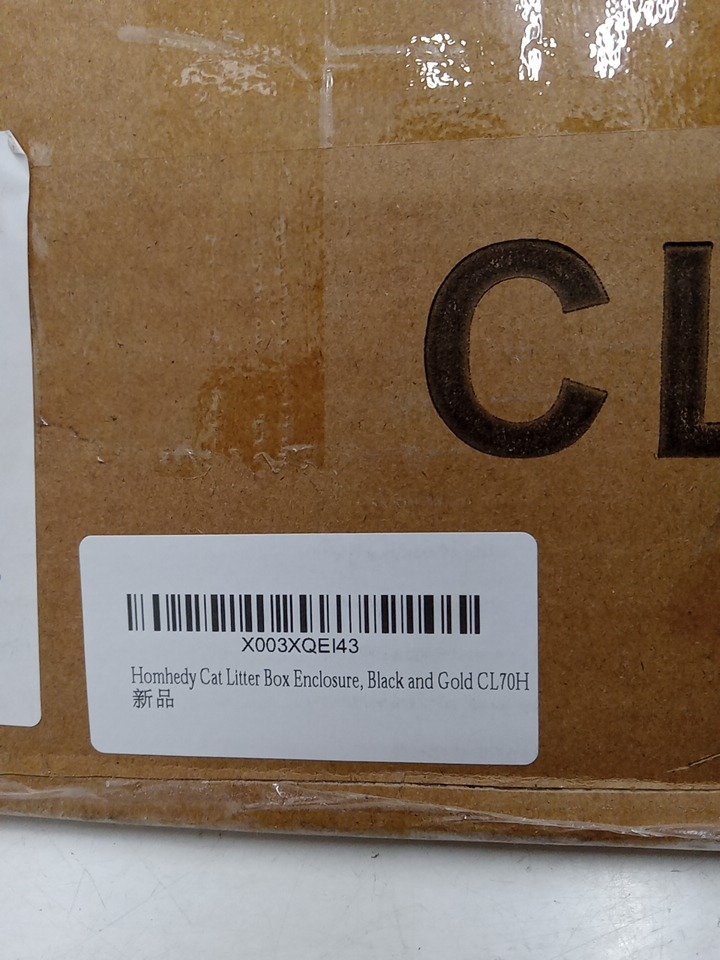 CL
X003XQEI43
Homhedy Cat Litter Box Enclosure, Black and Gold CL70H
新品